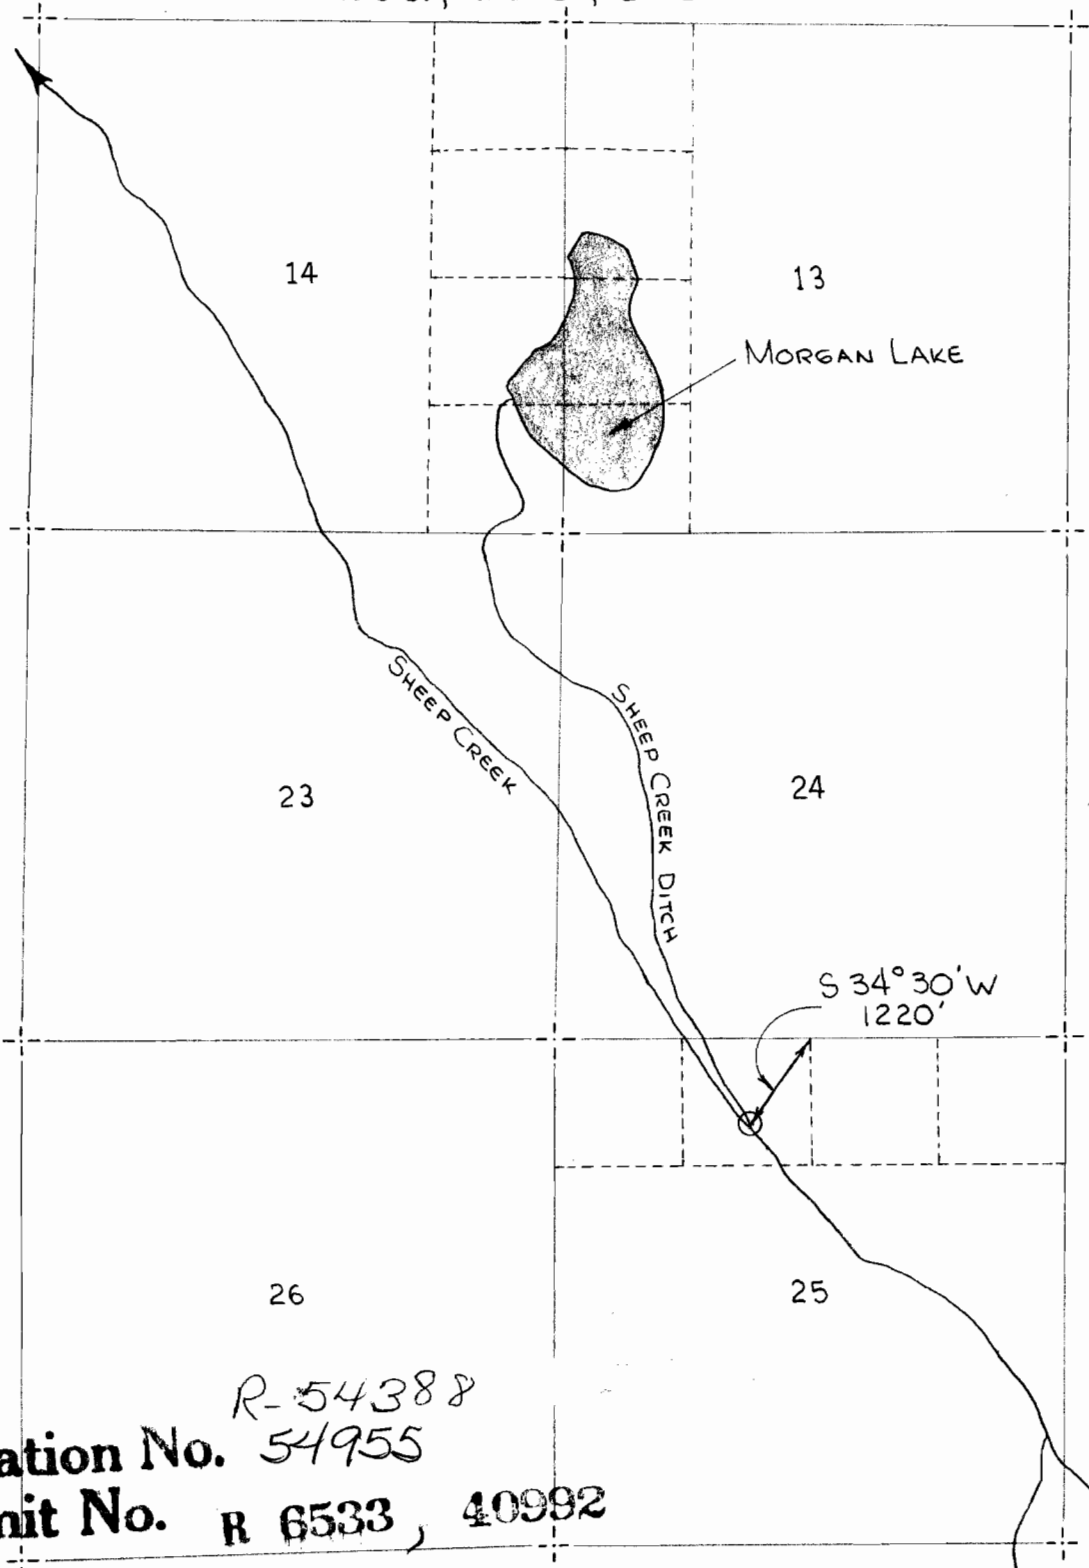 14
13
MORGAN LAKE
SHEEP CREEK
SHEEP CREEK DITCH
23
24
S 34°30'W
1220'
26
25
R-54388
ation No. 54955
mit No. R 6533, 40992